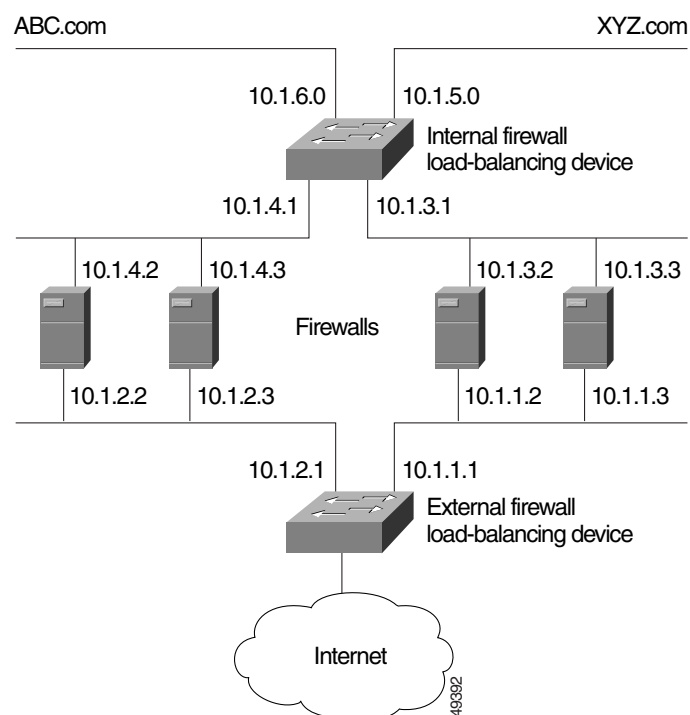 ABC.com
XYZ.com
10.1.6.0
10.1.5.0
Internal firewall
load-balancing device
10.1.4.1
10.1.3.1
10.1.4.2
10.1.4.3
10.1.3.2
10.1.3.3
Firewalls
10.1.2.2
10.1.2.3
10.1.1.2
10.1.1.3
10.1.2.1
10.1.1.1
External firewall
load-balancing device
Internet
49392